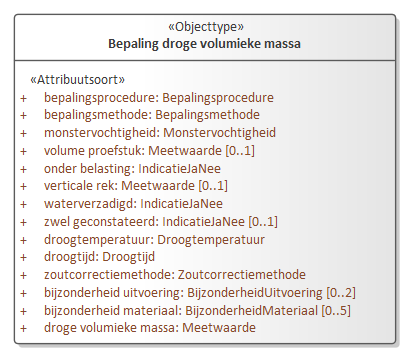 «Objecttype»
Bepaling droge volumieke massa
«Attribuutsoort»
+ bepalingsprocedure: Bepalingsprocedure
+ bepalingsmethode: Bepalingsmethode
+ monstervochtigheid: Monstervochtigheid
+ volume proefstuk: Meetwaarde [0..1]
+ onder belasting: IndicatieJaNee
+ verticale rek: Meetwaarde [0..1]
+ waterverzadigd: IndicatieJaNee
+ zwel geconstateerd: IndicatieJaNee [0..1]
+ droogtemperatuur: Droogtemperatuur
+ droogtijd: Droogtijd
+ zoutcorrectiemethode: Zoutcorrectiemethode
+ bijzonderheid uitvoering: BijzonderheidUitvoering [0..2]
+ bijzonderheid materiaal: BijzonderheidMateriaal [0..5]
+ droge volumieke massa: Meetwaarde